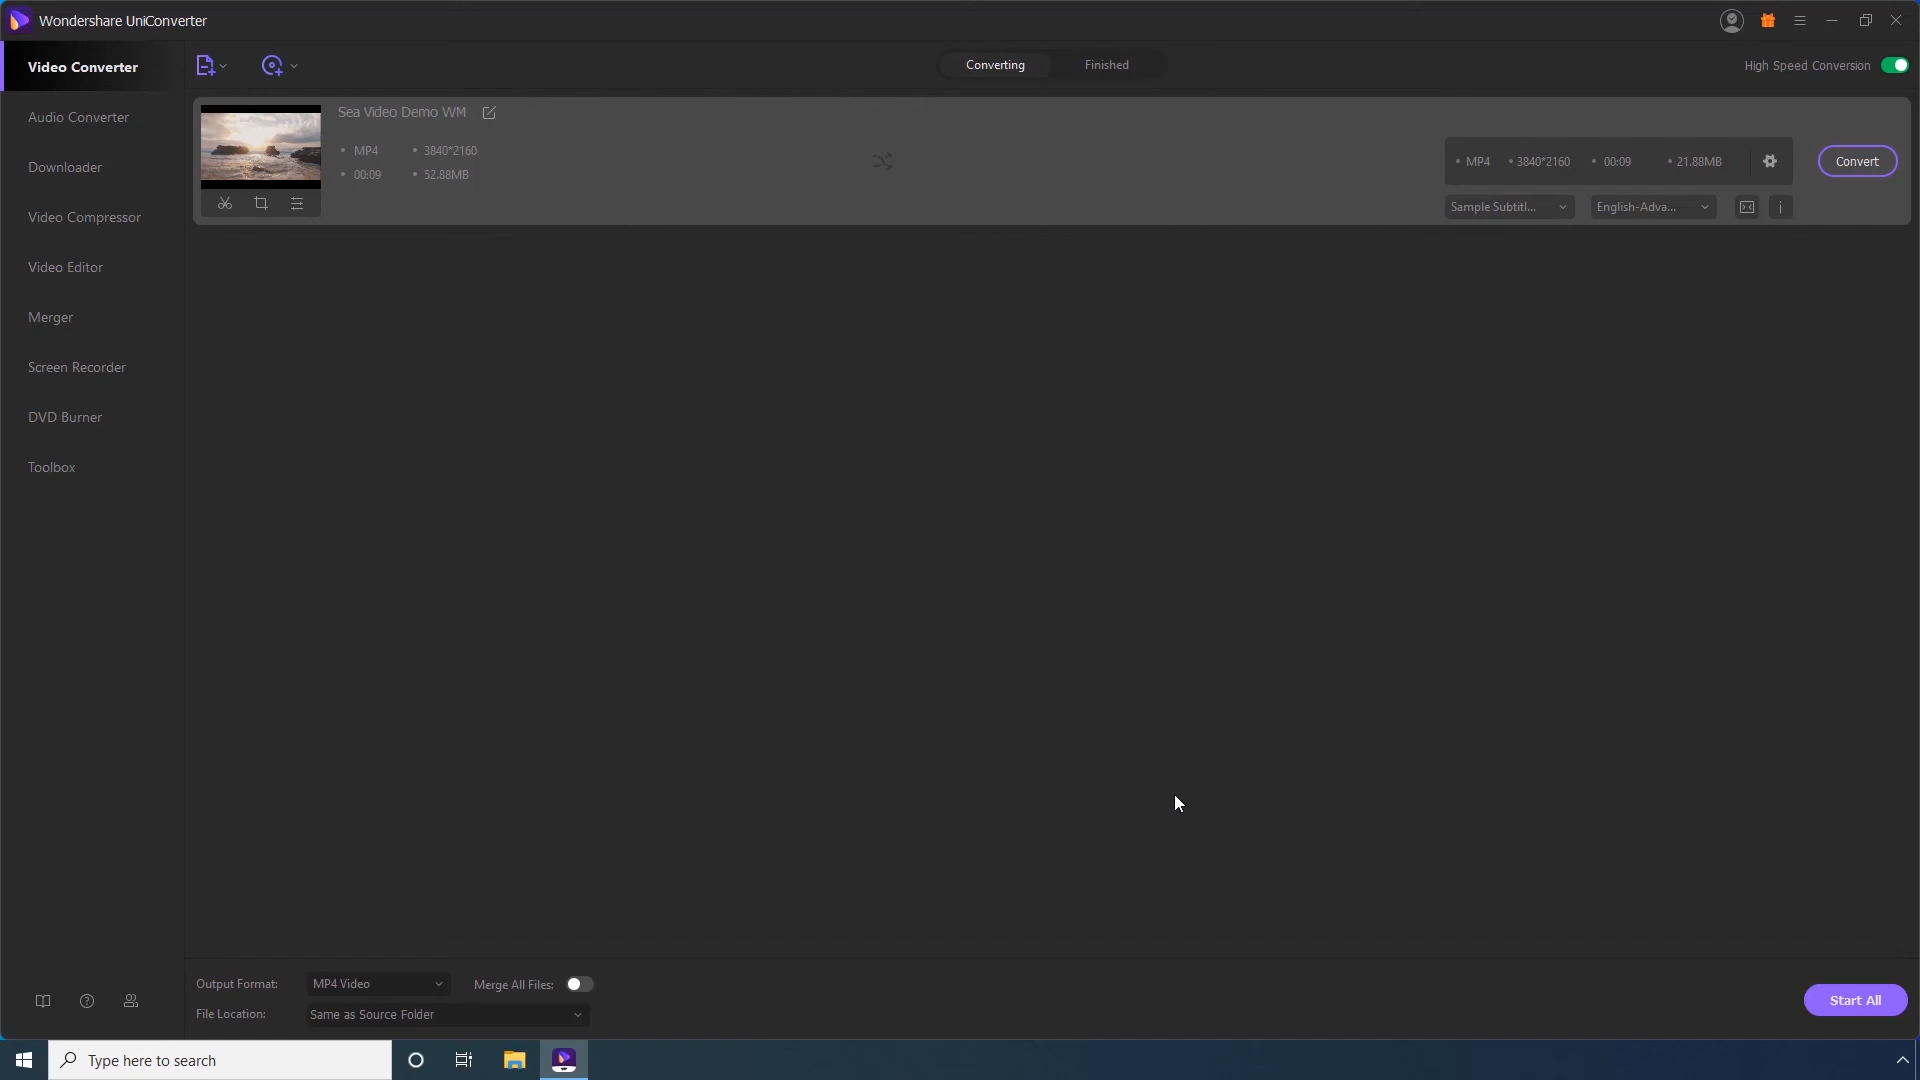 Wondershare UniConverter
Video Converter
Audio Converter
Downloader
Video Compressor
Video Editor
Merger
Screen Recorder
DVD Burner
Toolbox
Converting
Finished
High Speed Conversion
Sea Video Demo WM
MP4
3840*2160
00:09
52.88MB
MP4
3840*2160
00:09
21.88MB
Convert
Sample Subtitl...
English-Adva...
Output Format:
MP4 Video
Merge All Files:
File Location:
Same as Source Folder
Start All
Type here to search